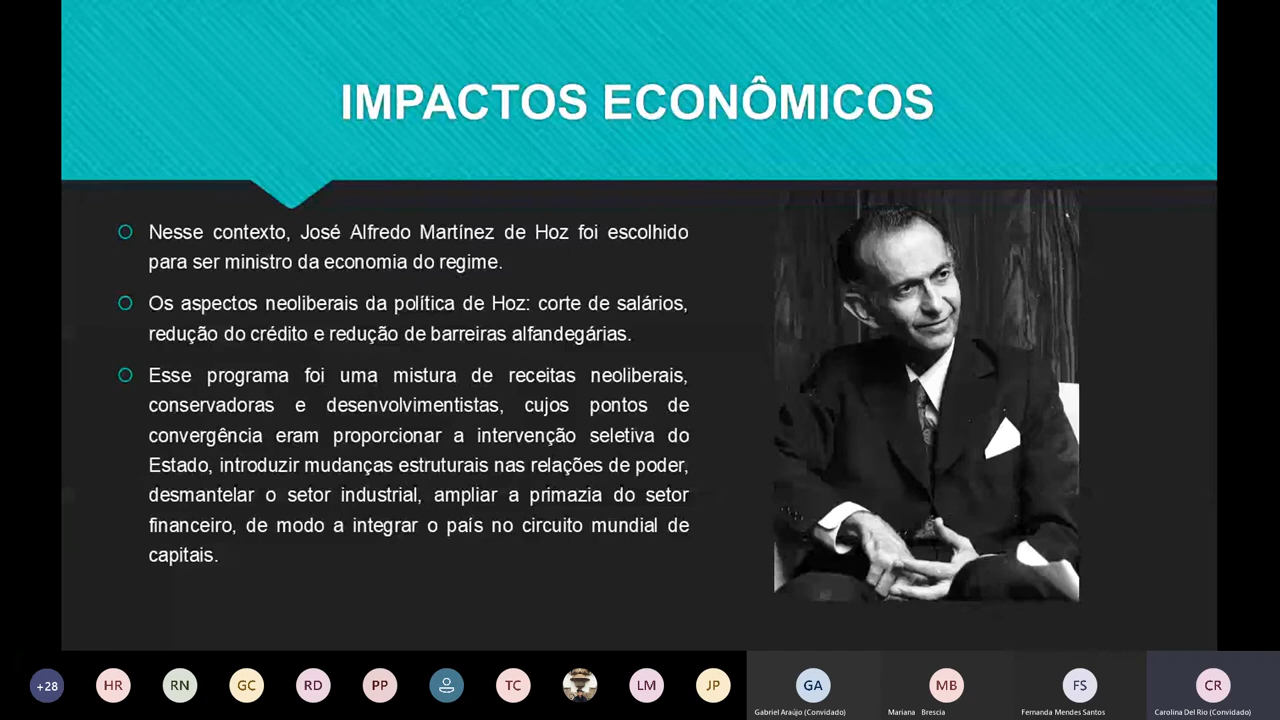 IMPACTOS ECONÔMICOS
Nesse contexto, José Alfredo Martínez de Hoz foi escolhido
para ser ministro da economia do regime.
Os aspectos neoliberais da política de Hoz: corte de salários,
redução do crédito e redução de barreiras alfandegárias.
Esse programa foi uma mistura de receitas neoliberais,
conservadoras e desenvolvimentistas, cujos pontos de
convergência eram proporcionar a intervenção seletiva do
Estado, introduzir mudanças estruturais nas relações de poder,
desmantelar o setor industrial, ampliar a primazia do setor
financeiro, de modo a integrar o país no circuito mundial de
capitais.
+28 HR RN GC RD PP TC LM JP GA MB FS CR
Gabriel Araújo (Convidado) Mariana Brescia Fernanda Mendes Santos Carolina Del Rio (Convidado)